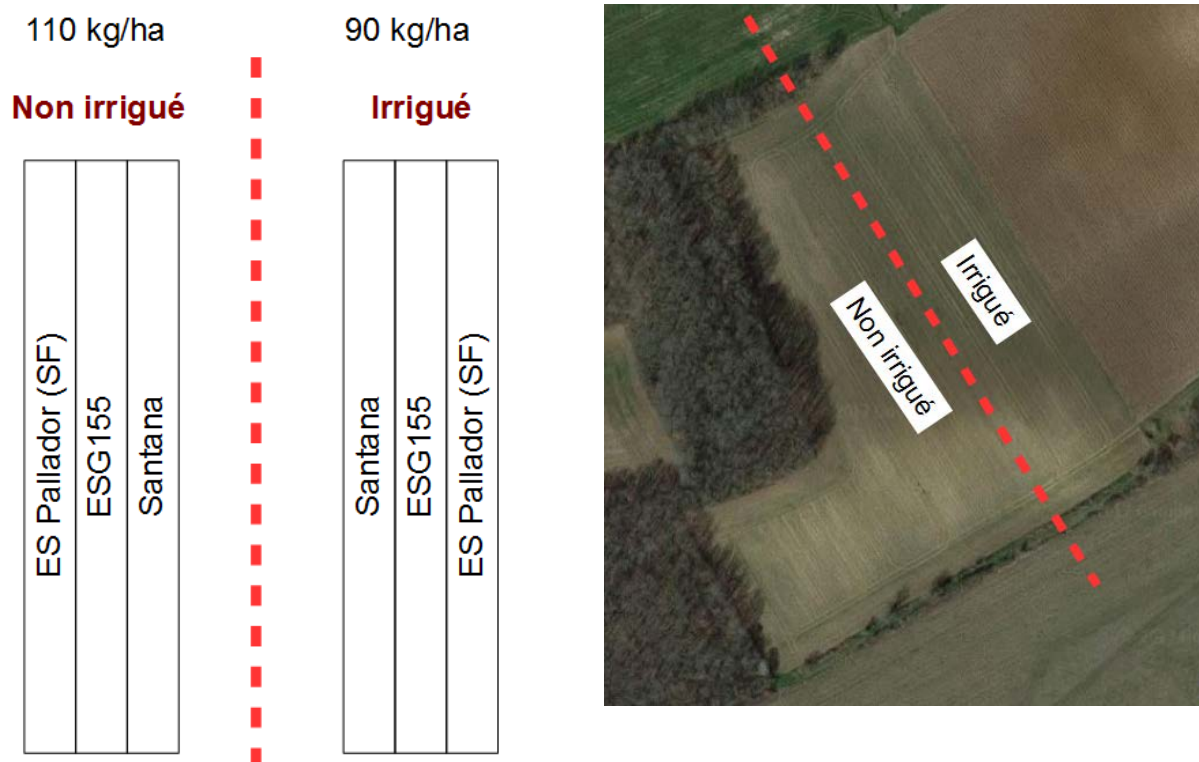 110 kg/ha
90 kg/ha
Non irrigué
Irrigué
ES Pallador (SF)
ESG155
Santana
Santana
ESG155
ES Pallador (SF)
Irrigué
Non irrigué